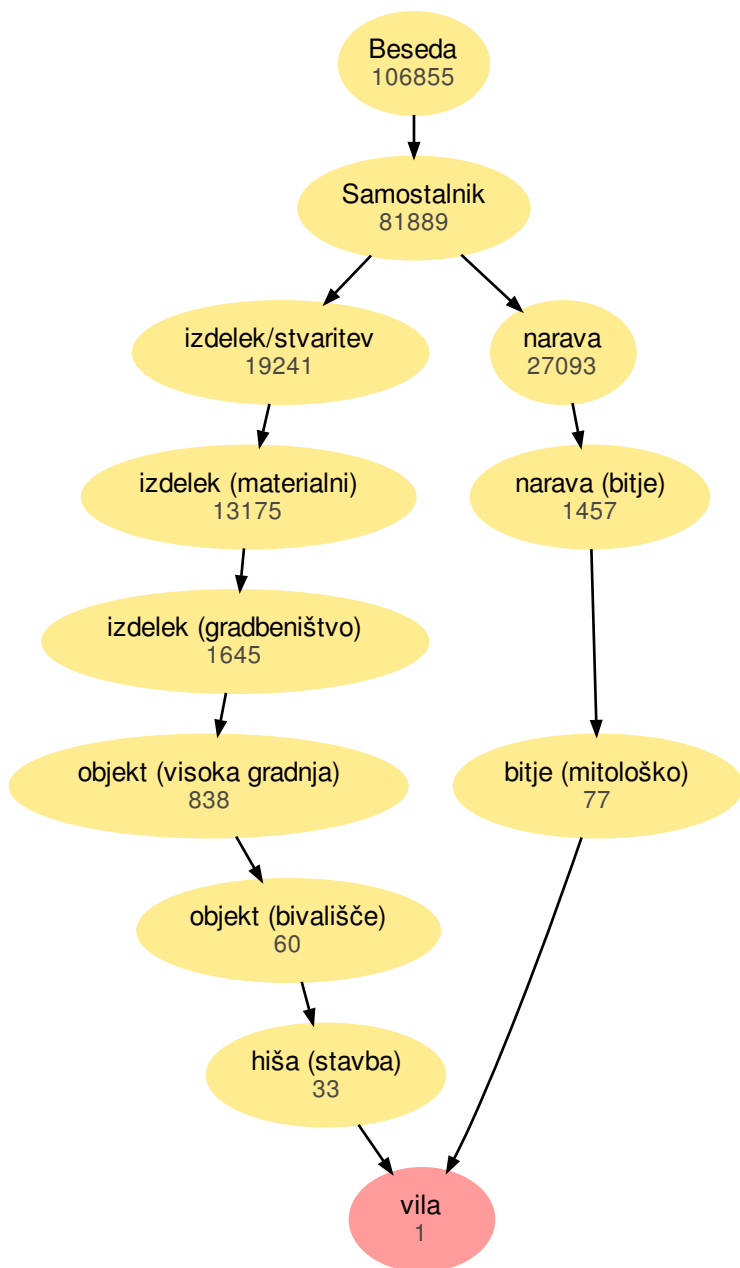 Beseda
106855
Samostalnik
81889
izdelek/stvaritev
19241
narava
27093
izdelek (materialni)
13175
narava (bitje)
1457
izdelek (gradbeništvo)
1645
objekt (visoka gradnja)
838
bitje (mitološko)
77
objekt (bivališče)
60
hiša (stavba)
33
vila
1